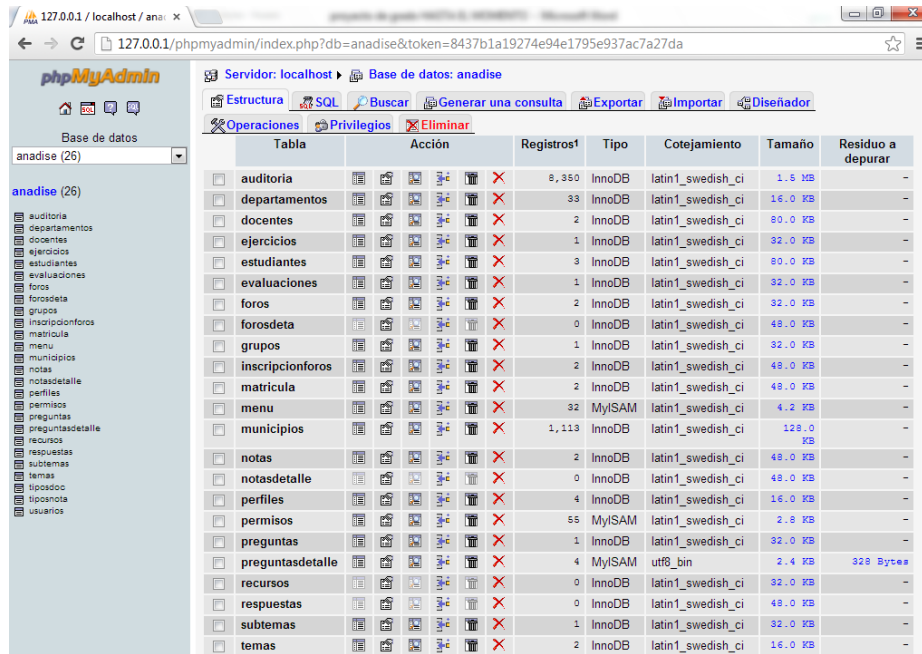 127.0.0.1 / localhost / ana
127.0.0.1/phpmyadmin/index.php?db=anadise&token=8437b1a19274e94e1795e937ac7a27da
phpMyAdmin
Base de datos
anadise (26)
anadise (26)
auditoria
departamentos
docentes
ejercicios
estudiantes
evaluaciones
foros
forosdeta
grupos
inscripcionforos
matricula
menu
municipios
notas
notasdetalle
perfiles
permisos
preguntas
preguntasdetalle
recursos
respuestas
subtemas
temas
tiposdoc
tiposnota
usuarios
Servidor: localhost Base de datos: anadise
Estructura SQL Buscar Generar una consulta Exportar Importar Diseñador
Operaciones Privilegios Eliminar
Tabla Acción Registros1 Tipo Cotejamiento Tamaño Residuo a depurar
auditoria 8,350 InnoDB latin1_swedish_ci 1.5 MB -
departamentos 33 InnoDB latin1_swedish_ci 16.0 KB -
docentes 2 InnoDB latin1_swedish_ci 80.0 KB -
ejercicios 1 InnoDB latin1_swedish_ci 32.0 KB -
estudiantes 3 InnoDB latin1_swedish_ci 80.0 KB -
evaluaciones 1 InnoDB latin1_swedish_ci 32.0 KB -
foros 2 InnoDB latin1_swedish_ci 32.0 KB -
forosdeta 0 InnoDB latin1_swedish_ci 48.0 KB -
grupos 1 InnoDB latin1_swedish_ci 32.0 KB -
inscripcionforos 2 InnoDB latin1_swedish_ci 48.0 KB -
matricula 2 InnoDB latin1_swedish_ci 48.0 KB -
menu 32 MyISAM latin1_swedish_ci 4.2 KB -
municipios 1,113 InnoDB latin1_swedish_ci 128.0 KB -
notas 2 InnoDB latin1_swedish_ci 48.0 KB -
notasdetalle 0 InnoDB latin1_swedish_ci 48.0 KB -
perfiles 4 InnoDB latin1_swedish_ci 16.0 KB -
permisos 55 MyISAM latin1_swedish_ci 2.8 KB -
preguntas 1 InnoDB latin1_swedish_ci 32.0 KB -
preguntasdetalle 4 MyISAM utf8_bin 2.4 KB 328 Bytes
recursos 0 InnoDB latin1_swedish_ci 32.0 KB -
respuestas 0 InnoDB latin1_swedish_ci 48.0 KB -
subtemas 1 InnoDB latin1_swedish_ci 32.0 KB -
temas 2 InnoDB latin1_swedish_ci 16.0 KB -